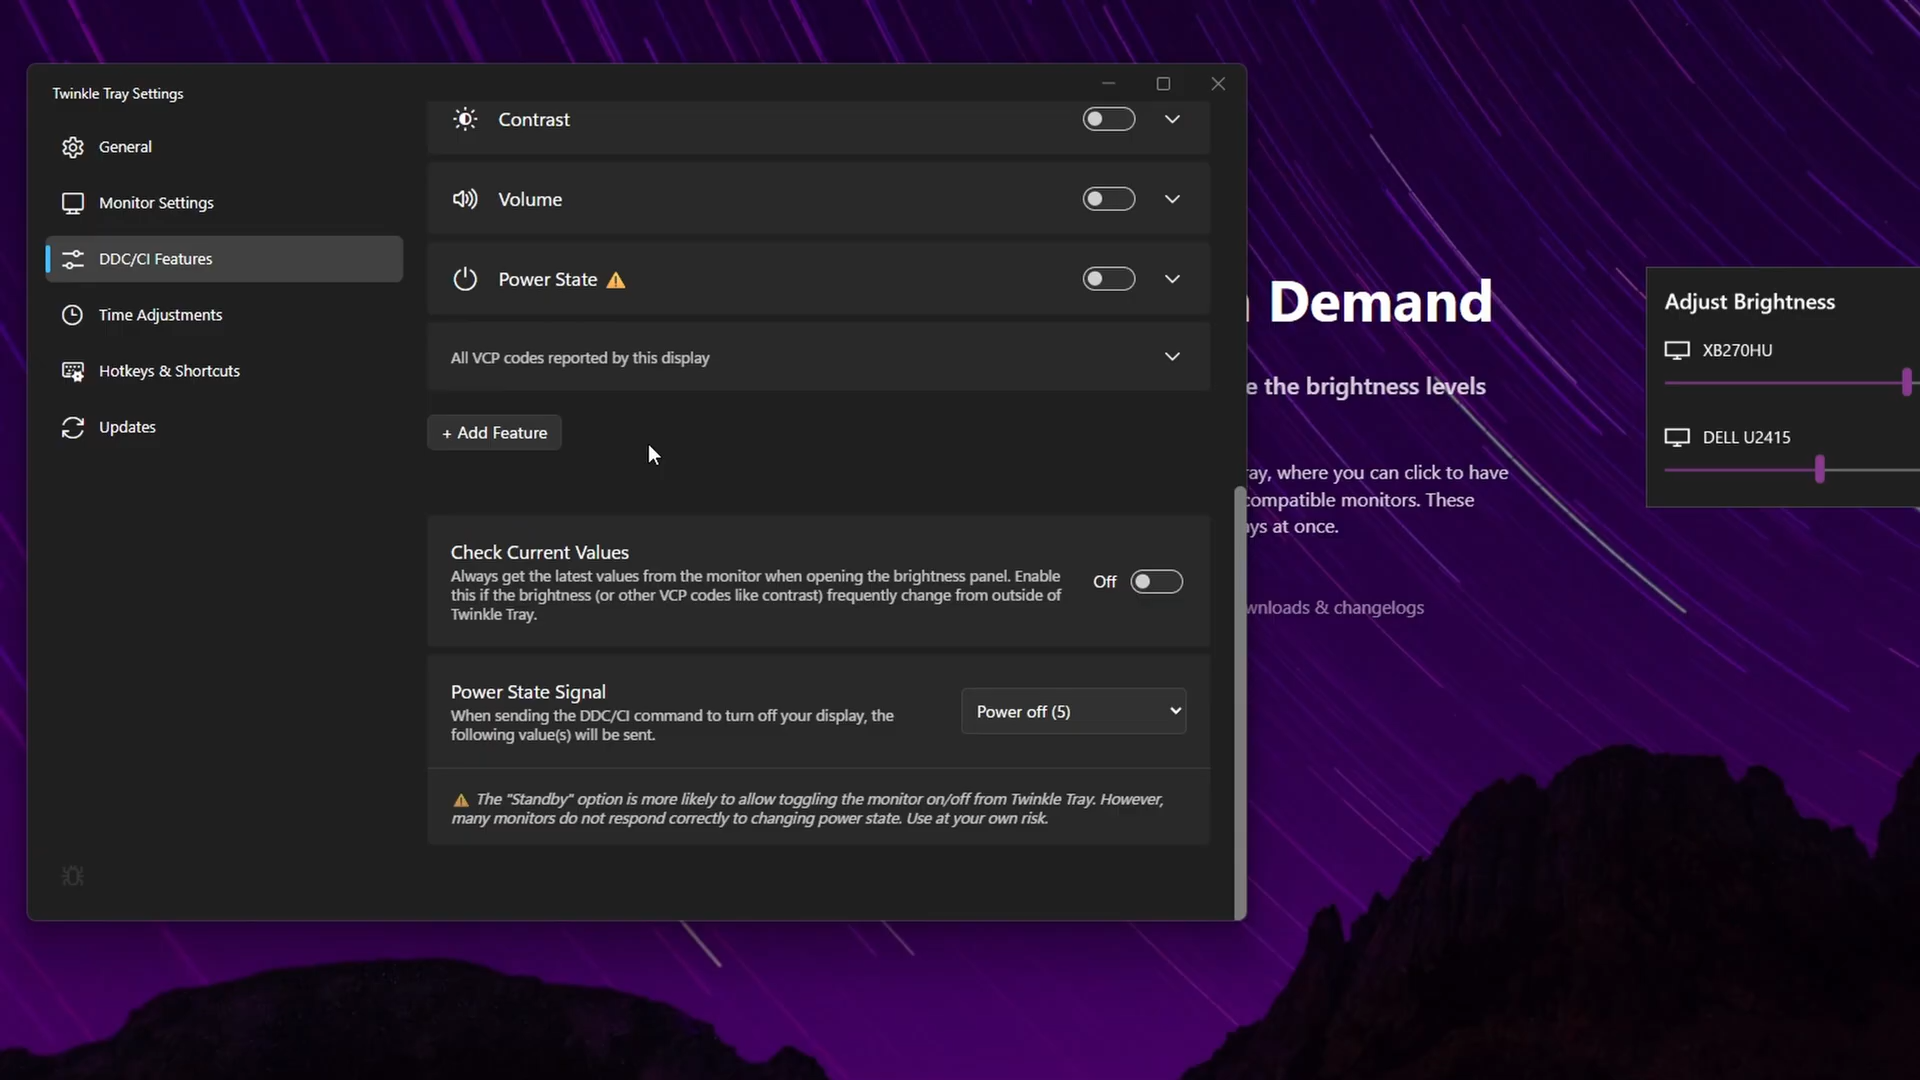 Twinkle Tray Settings
General
Monitor Settings
DDC/CI Features
Time Adjustments
Hotkeys & Shortcuts
Updates
Contrast
Volume
Power State
All VCP codes reported by this display
+ Add Feature
Check Current Values
Always get the latest values from the monitor when opening the brightness panel. Enable
this if the brightness (or other VCP codes like contrast) frequently change from outside of
Twinkle Tray.
Off
Power State Signal
When sending the DDC/CI command to turn off your display, the
following value(s) will be sent.
Power off (5)
The "Standby" option is more likely to allow toggling the monitor on/off from Twinkle Tray. However,
many monitors do not respond correctly to changing power state. Use at your own risk.
Demand
the brightness levels
where you can click to have
compatible monitors. These
at once.
& changelogs
Adjust Brightness
XB270HU
DELL U2415